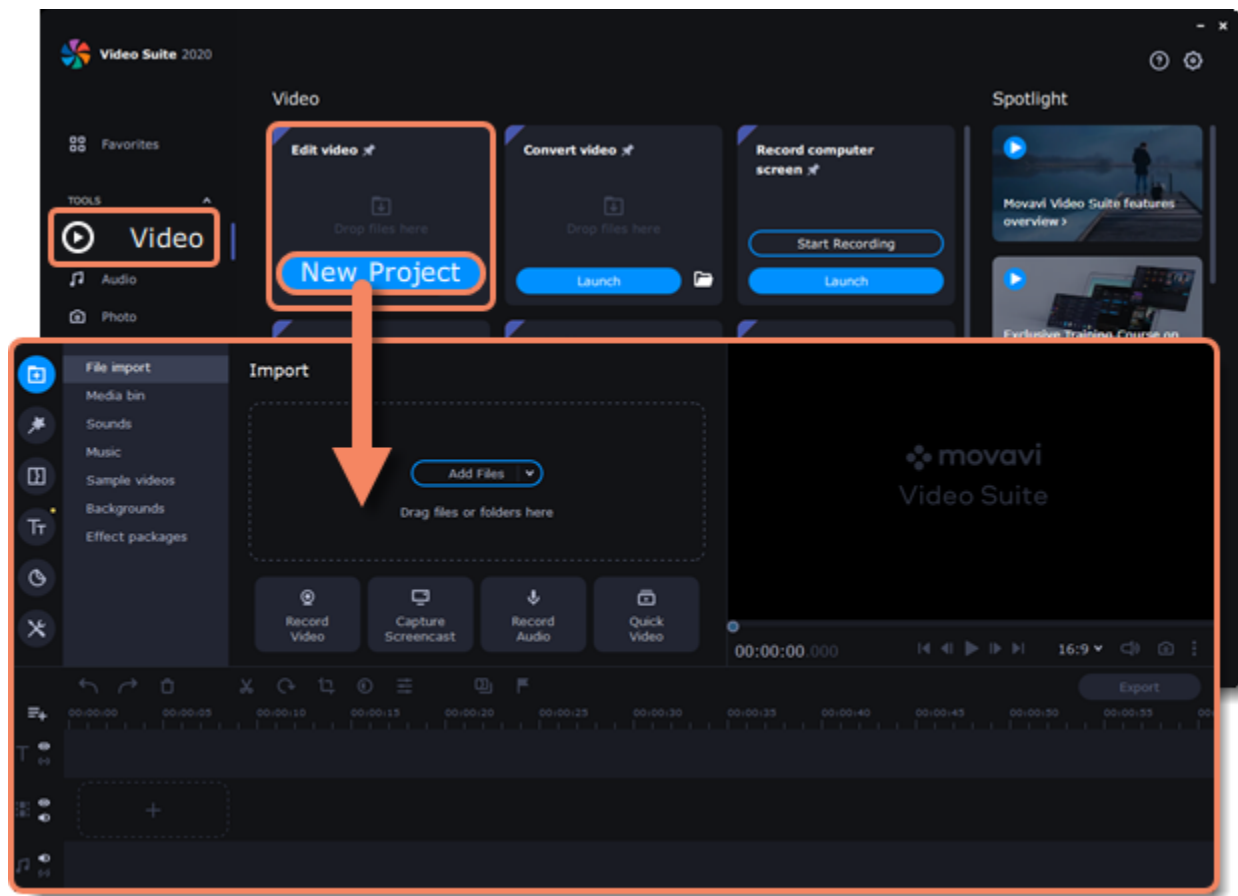 Video Suite 2020
Video
Spotlight
Favorites
TOOLS
Video
Audio
Photo
Edit video
Drop files here
New Project
Convert video
Drop files here
Launch
Record computer
screen
Start Recording
Launch
Movavi Video Suite features
overview >
Exclusive Training Course on
File import
Media bin
Sounds
Music
Sample videos
Backgrounds
Effect packages
Import
Add Files
Drag files or folders here
Record
Video
Capture
Screencast
Record
Audio
Quick
Video
movavi
Video Suite
00:00:00.000
16:9
Export
00:00:00 00:00:05 00:00:10 00:00:15 00:00:20 00:00:25 00:00:30 00:00:35 00:00:40 00:00:45 00:00:50 00:00:55 00